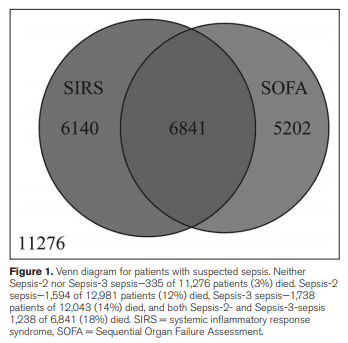 SIRS SOFA
6140 6841 5202
11276
Figure 1. Venn diagram for patients with suspected sepsis. Neither
Sepsis-2 nor Sepsis-3 sepsis—335 of 11,276 patients (3%) died. Sepsis-2
sepsis—1,594 of 12,981 patients (12%) died, Sepsis-3 sepsis—1,738
patients of 12,043 (14%) died, and both Sepsis-2- and Sepsis-3-sepsis
1,238 of 6,841 (18%) died. SIRS = systemic inflammatory response
syndrome, SOFA = Sequential Organ Failure Assessment.